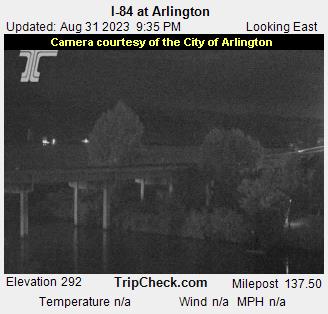 I-84 at Arlington
Updated: Aug 31 2023 9:35 PM Looking East
Camera courtesy of the City of Arlington
Elevation 292 TripCheck.com Milepost 137.50
Temperature n/a Wind n/a MPH n/a